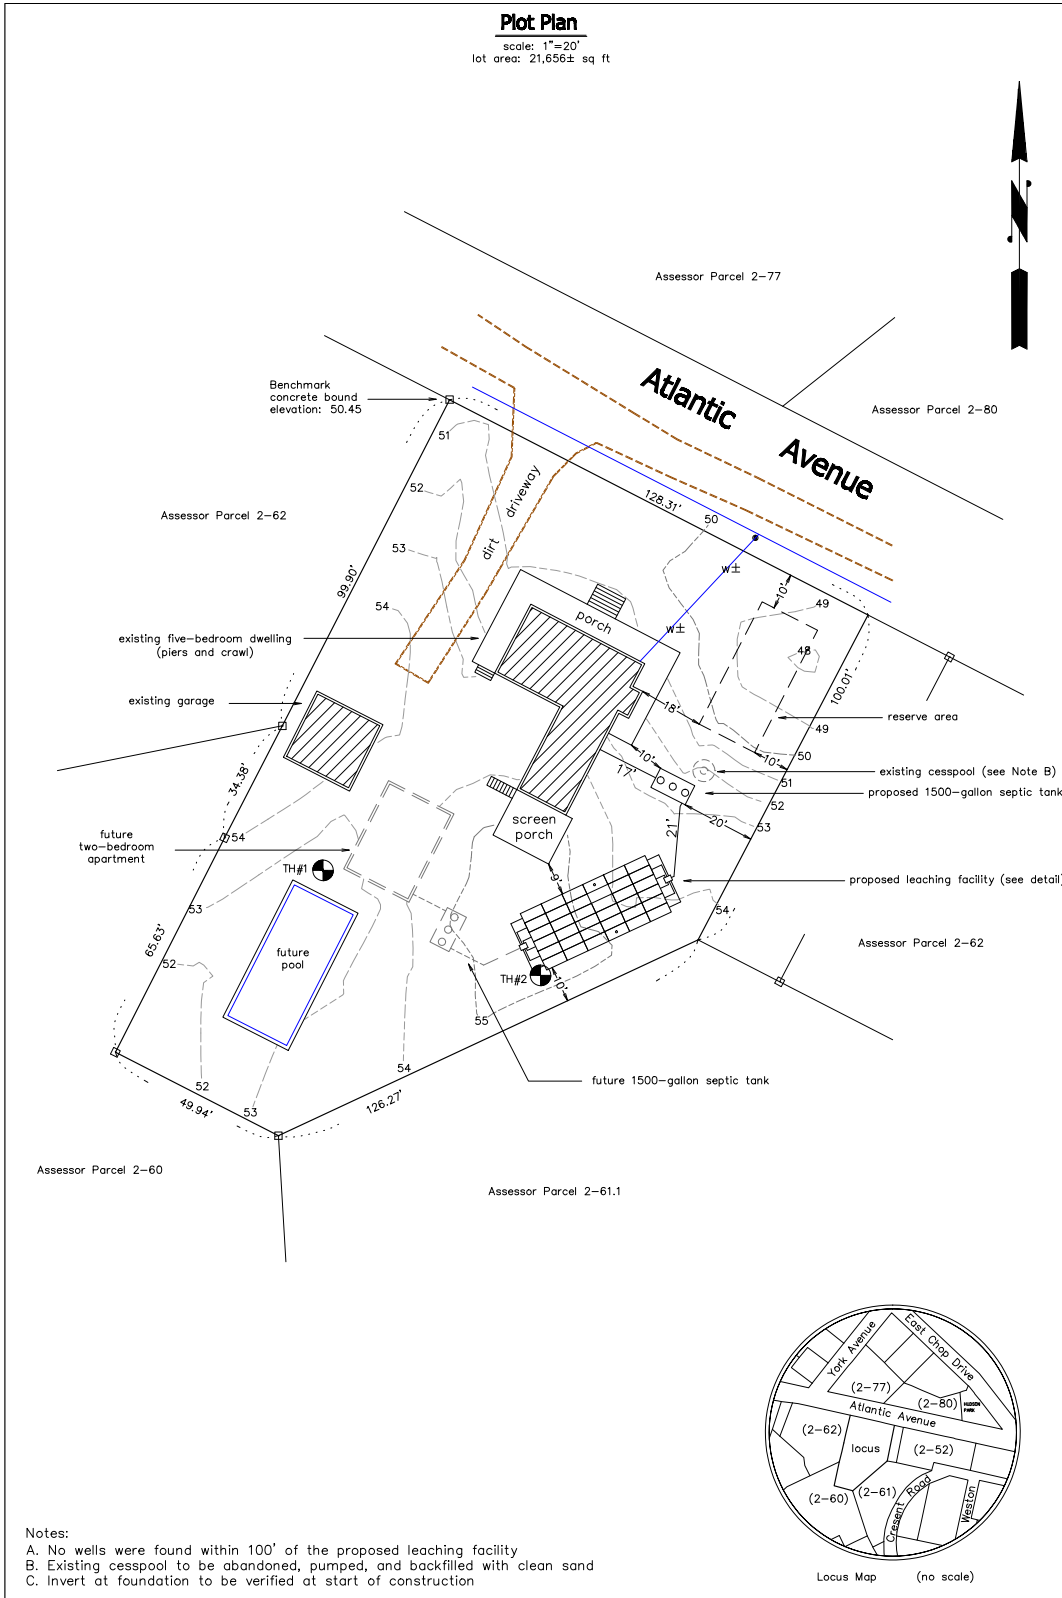 Plot Plan
scale: 1"=20'
lot area: 21,656± sq ft
N
Assessor Parcel 2-77
Atlantic
Avenue
Assessor Parcel 2-80
Benchmark
concrete bound
elevation: 50.45
51
52
53
54
Assessor Parcel 2-62
dirt driveway
128.31'
50
w±
w±
10'
49
48
49
50
51
52
53
54
100.01'
99.90'
existing five-bedroom dwelling
(piers and crawl)
porch
18'
reserve area
existing garage
10'
10'
17'
existing cesspool (see Note B)
proposed 1500-gallon septic tank
34.38'
54
20'
21'
screen
porch
future
two-bedroom
apartment
TH#1
9'
proposed leaching facility (see detail)
53
65.63'
52
future
pool
Assessor Parcel 2-62
TH#2
10'
55
54
future 1500-gallon septic tank
52
53
49.94'
126.27'
Assessor Parcel 2-60
Assessor Parcel 2-61.1
York Avenue
East Chop Drive
(2-77)
(2-80)
HUDSON
PARK
Atlantic Avenue
(2-62)
locus
(2-52)
(2-60)
(2-61)
Cresent Road
Weston
Locus Map (no scale)
Notes:
A. No wells were found within 100' of the proposed leaching facility
B. Existing cesspool to be abandoned, pumped, and backfilled with clean sand
C. Invert at foundation to be verified at start of construction